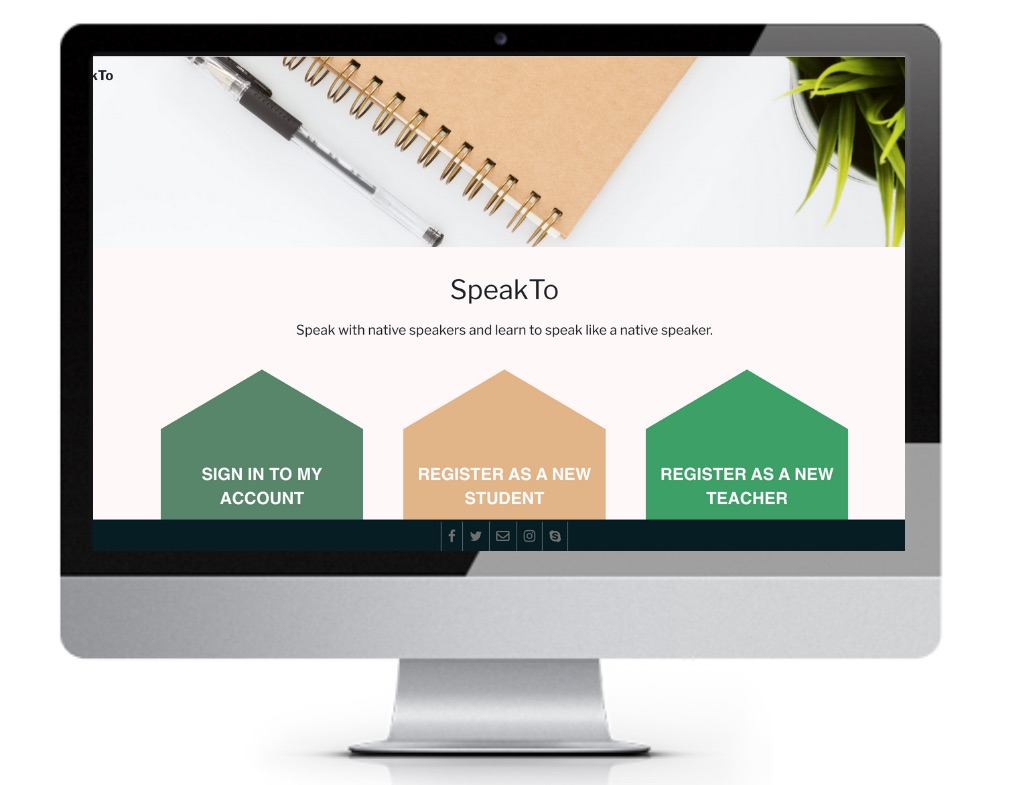 kTo
SpeakTo
Speak with native speakers and learn to speak like a native speaker.
SIGN IN TO MY
ACCOUNT
REGISTER AS A NEW
STUDENT
REGISTER AS A NEW
TEACHER